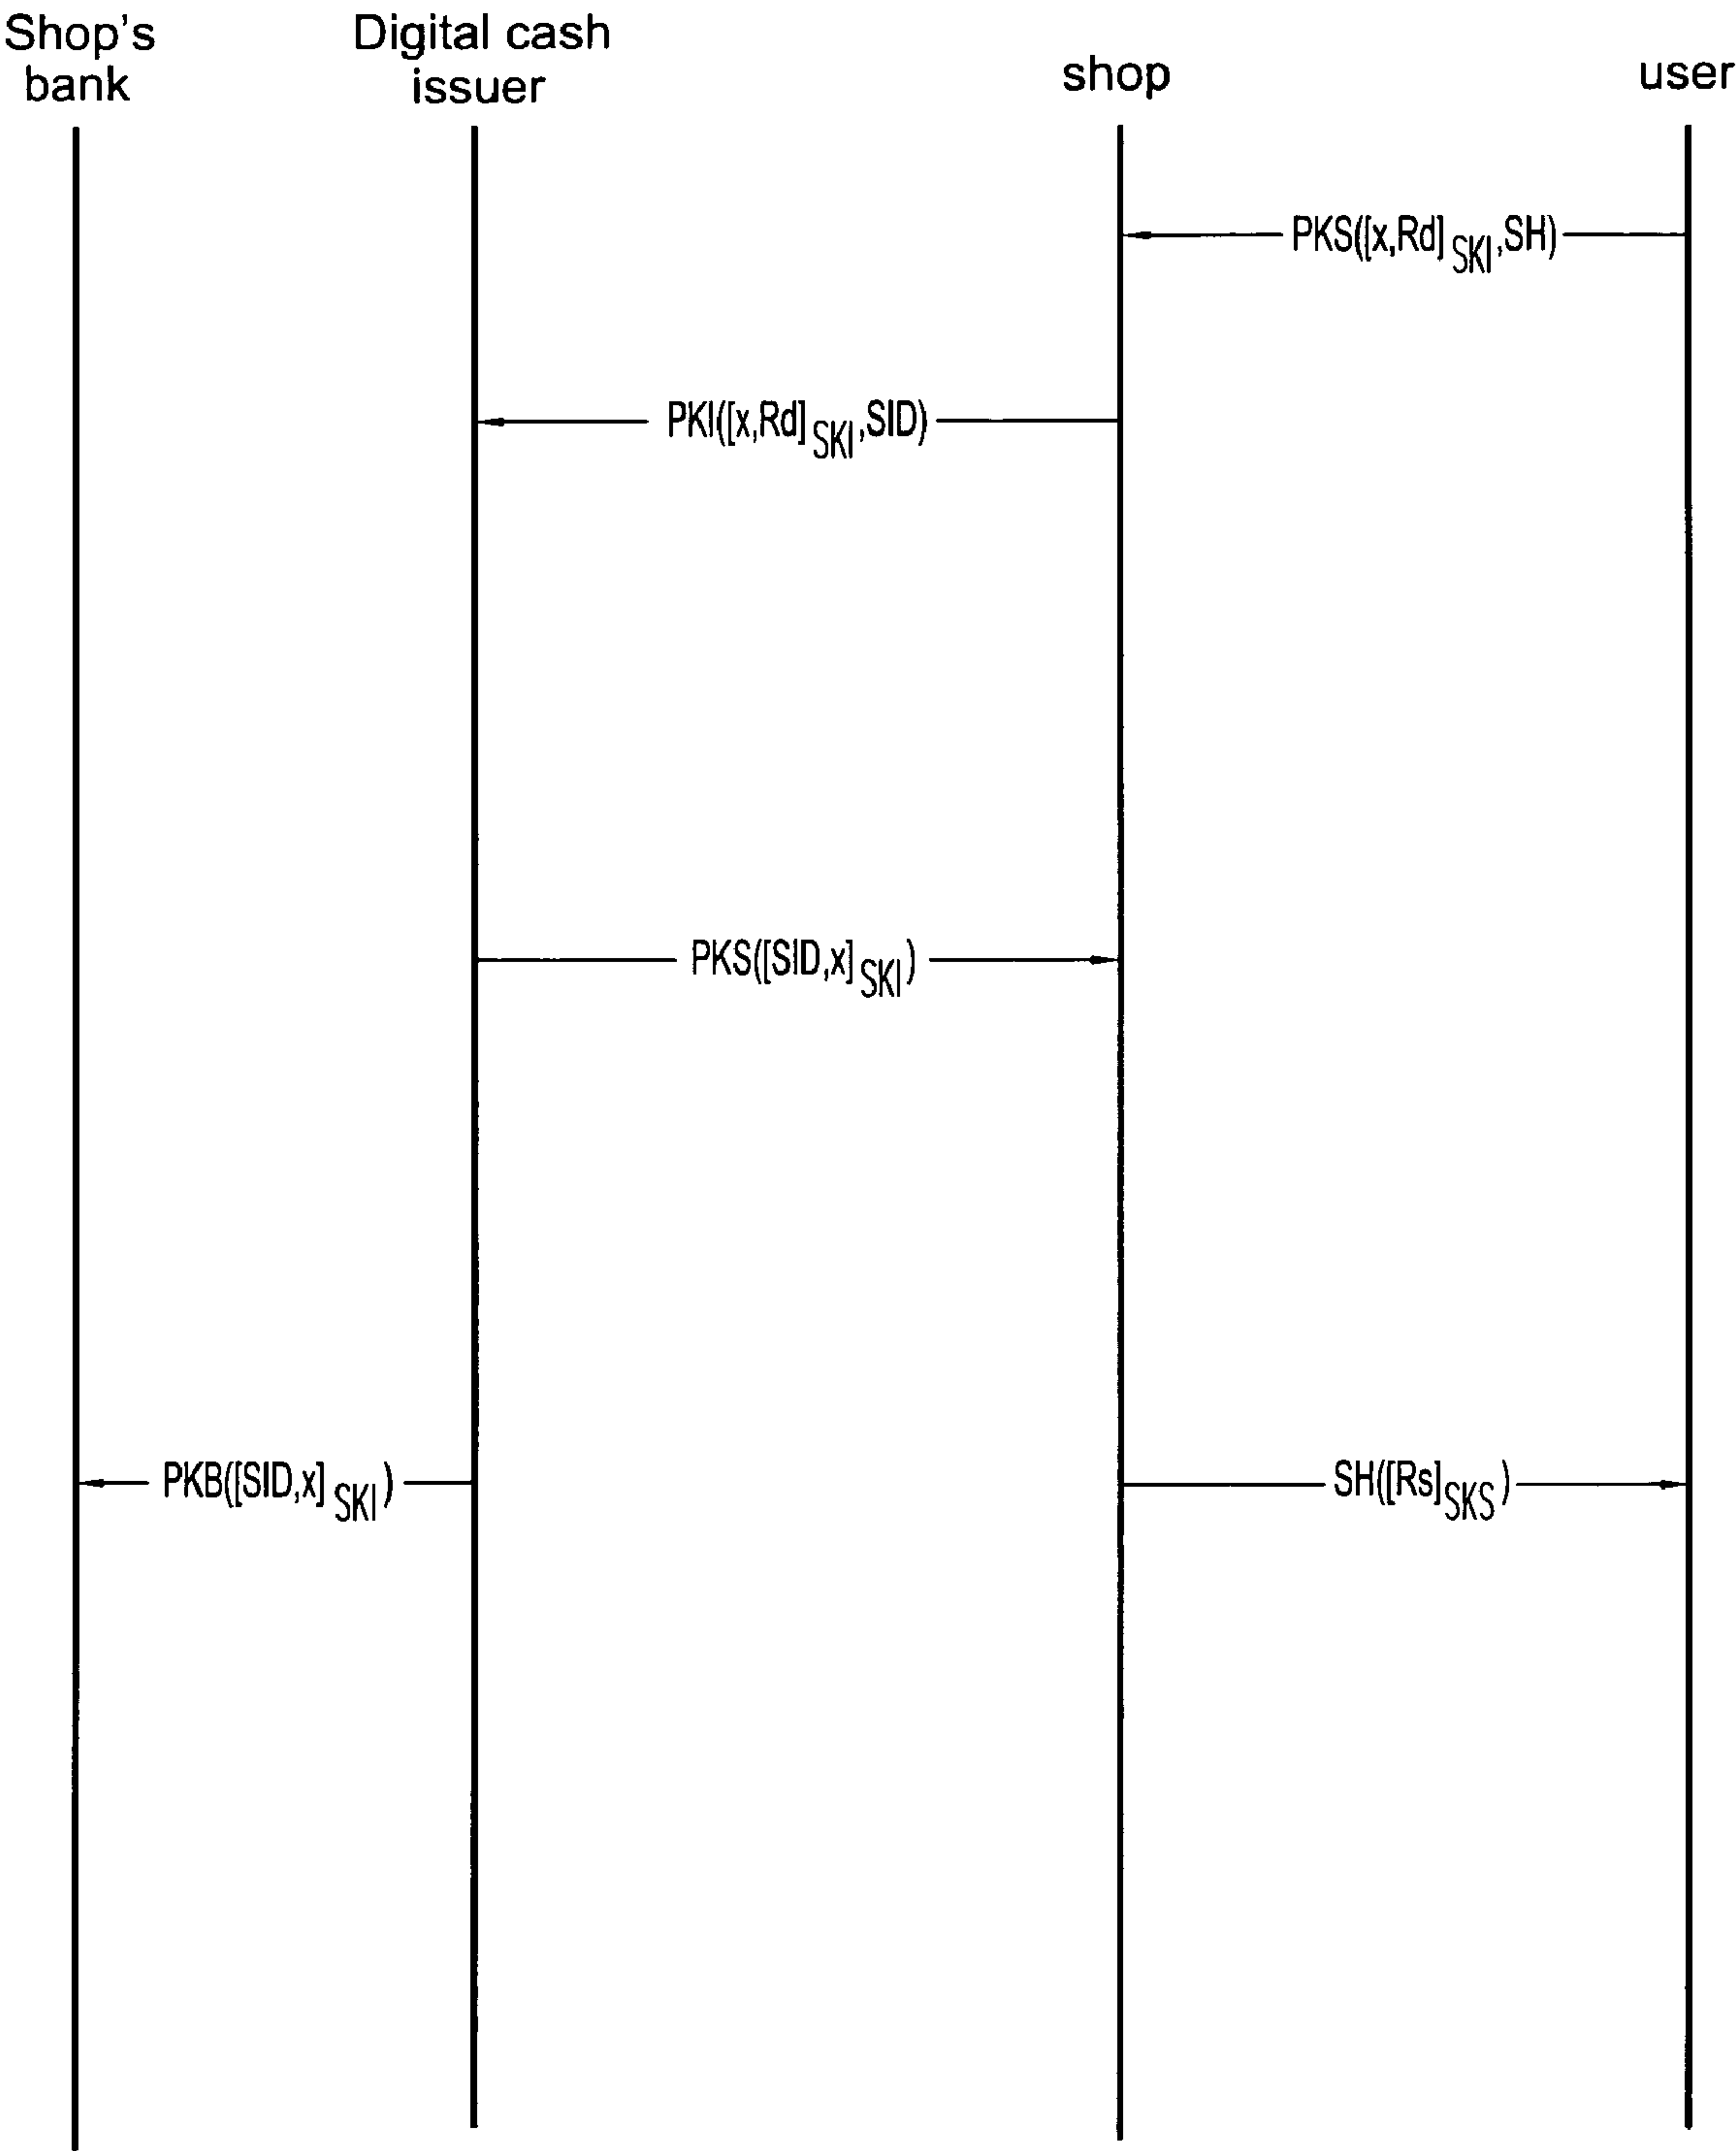 Shop's
bank
Digital cash
issuer
shop
user
PKS([x,Rd]SKI,SH)
PKI([x,Rd]SKI,SID)
PKS([SID,x]SKI)
PKB([SID,x]SKI)
SH([Rs]SKS)